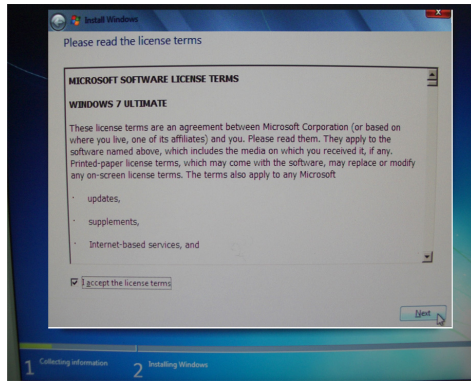 Install Windows
Please read the license terms
MICROSOFT SOFTWARE LICENSE TERMS
WINDOWS 7 ULTIMATE
These license terms are an agreement between Microsoft Corporation (or based on
where you live, one of its affiliates) and you. Please read them. They apply to the
software named above, which includes the media on which you received it, if any.
Printed-paper license terms, which may come with the software, may replace or modify
any on-screen license terms. The terms also apply to any Microsoft
· updates,
· supplements,
· Internet-based services, and
I accept the license terms
Next
1 Collecting information
2 Installing Windows